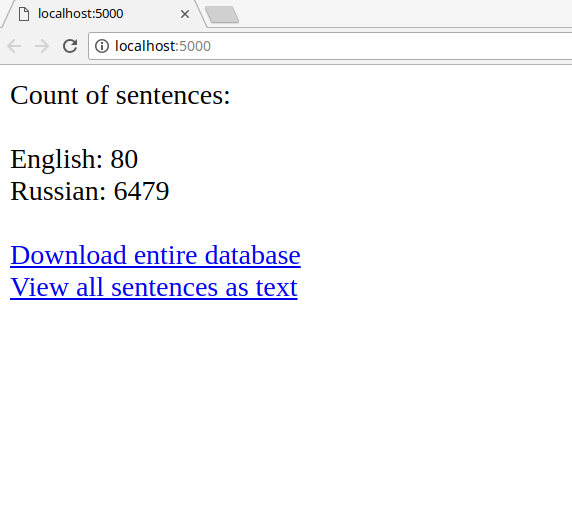 localhost:5000
localhost:5000
Count of sentences:
English: 80
Russian: 6479
Download entire database
View all sentences as text